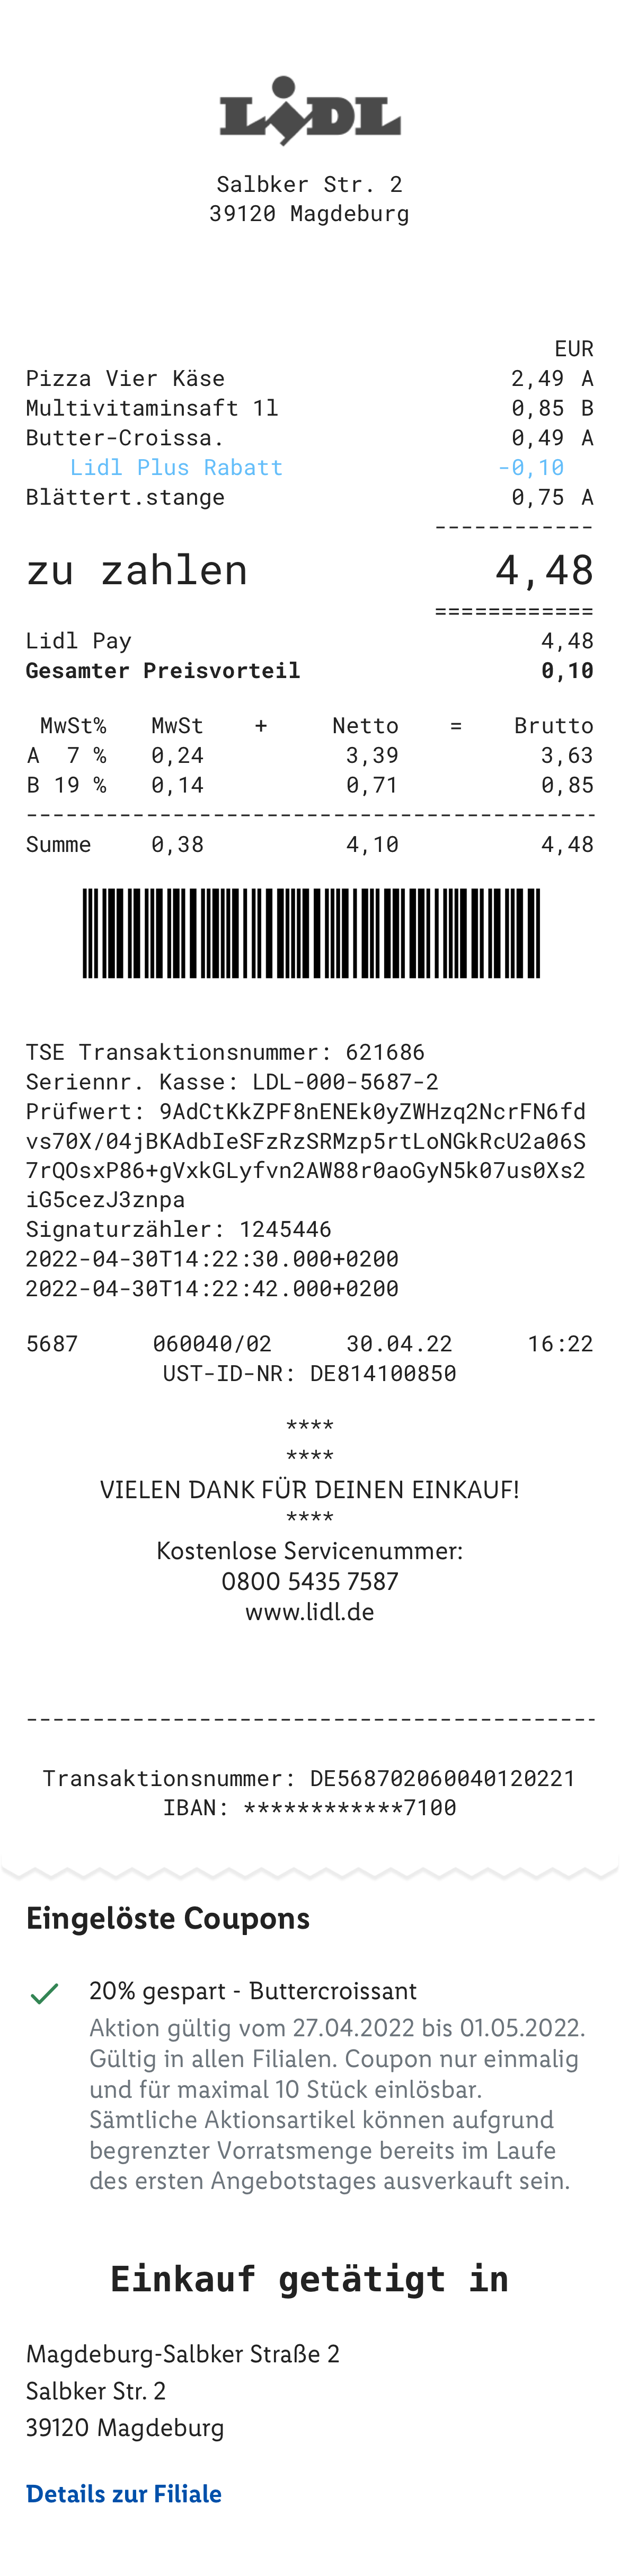 LIDL
Salbker Str. 2
39120 Magdeburg
EUR
Pizza Vier Käse 2,49 A
Multivitaminsaft 1l 0,85 B
Butter-Croissa. 0,49 A
Lidl Plus Rabatt -0,10
Blättert.stange 0,75 A
------------
zu zahlen 4,48
============
Lidl Pay 4,48
Gesamter Preisvorteil 0,10
MwSt% MwSt + Netto = Brutto
A 7 % 0,24 3,39 3,63
B 19 % 0,14 0,71 0,85
-------------------------------------------
Summe 0,38 4,10 4,48
TSE Transaktionsnummer: 621686
Seriennr. Kasse: LDL-000-5687-2
Prüfwert: 9AdCtKkZPF8nENEk0yZWHzq2NcrFN6fd
vs70X/04jBKAdbIeSFzRzSRMzp5rtLoNGkRcU2a06S
7rQOsxP86+gVxkGLyfvn2AW88r0aoGyN5k07us0Xs2
iG5cezJ3znpa
Signaturzähler: 1245446
2022-04-30T14:22:30.000+0200
2022-04-30T14:22:42.000+0200
5687 060040/02 30.04.22 16:22
UST-ID-NR: DE814100850
****
****
VIELEN DANK FÜR DEINEN EINKAUF!
****
Kostenlose Servicenummer:
0800 5435 7587
www.lidl.de
-------------------------------------------
Transaktionsnummer: DE568702060040120221
IBAN: ************7100
Eingelöste Coupons
20% gespart - Buttercroissant
Aktion gültig vom 27.04.2022 bis 01.05.2022.
Gültig in allen Filialen. Coupon nur einmalig
und für maximal 10 Stück einlösbar.
Sämtliche Aktionsartikel können aufgrund
begrenzter Vorratsmenge bereits im Laufe
des ersten Angebotstages ausverkauft sein.
Einkauf getätigt in
Magdeburg-Salbker Straße 2
Salbker Str. 2
39120 Magdeburg
Details zur Filiale